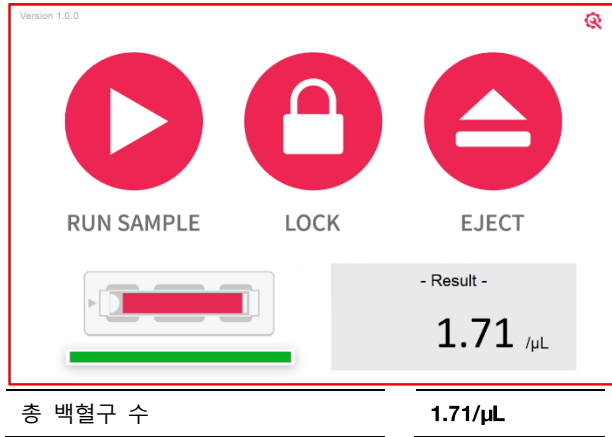 Version 1.0.0
RUN SAMPLE LOCK EJECT
- Result -
1.71 /µL
총 백혈구 수 1.71/µL